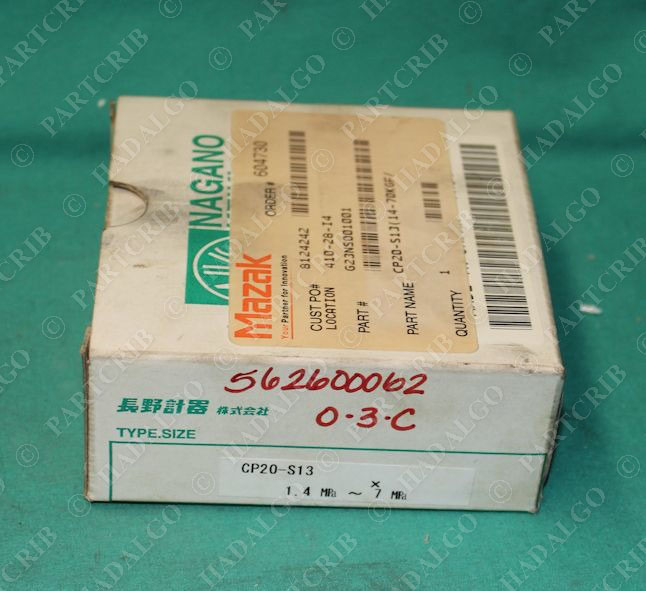 NAGANO
ORDER# 604730
Mazak
Your Partner for Innovation
CUST PO# 8124242
LOCATION 410-28-I4
PART # G23NS001001
PART NAME CP20-S13(14-70KGF/
QUANTITY 1
562600062
長野計器 株式会社
0-3-C
TYPE.SIZE
CP20-S13
×
1.4 MPa ~ 7 MPa
© PARTCRIB
© HADALGO